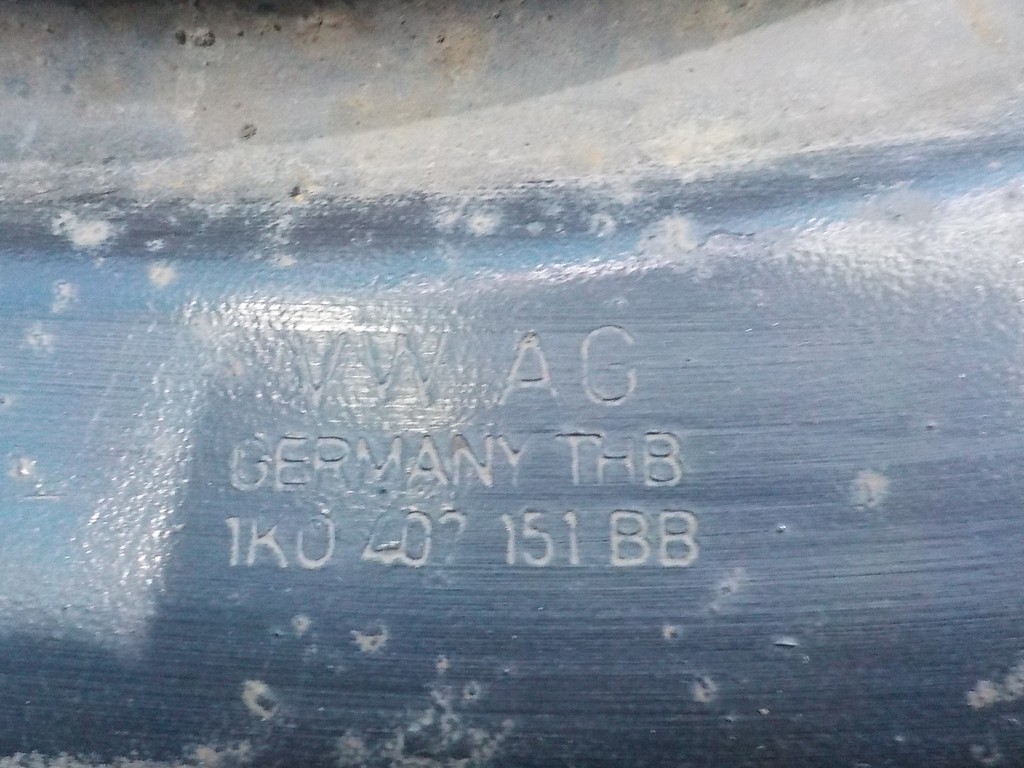 VW AG
GERMANY THB
1K0 407 151 BB